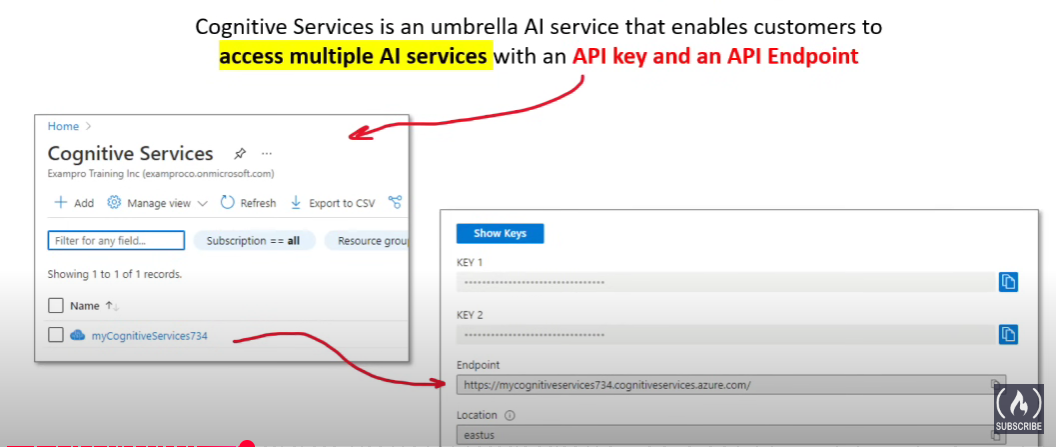 Cognitive Services is an umbrella AI service that enables customers to
access multiple AI services with an API key and an API Endpoint
Home >
Cognitive Services ...
Exampro Training Inc (examproco.onmicrosoft.com)
+ Add Manage view Refresh Export to CSV
Filter for any field... Subscription == all Resource grou
Showing 1 to 1 of 1 records.
Name ↑↓
myCognitiveServices734
Show Keys
KEY 1
••••••••••••••••••••••••••••••••
KEY 2
••••••••••••••••••••••••••••••••
Endpoint
https://mycognitiveservices734.cognitiveservices.azure.com/
Location
eastus
SUBSCRIBE